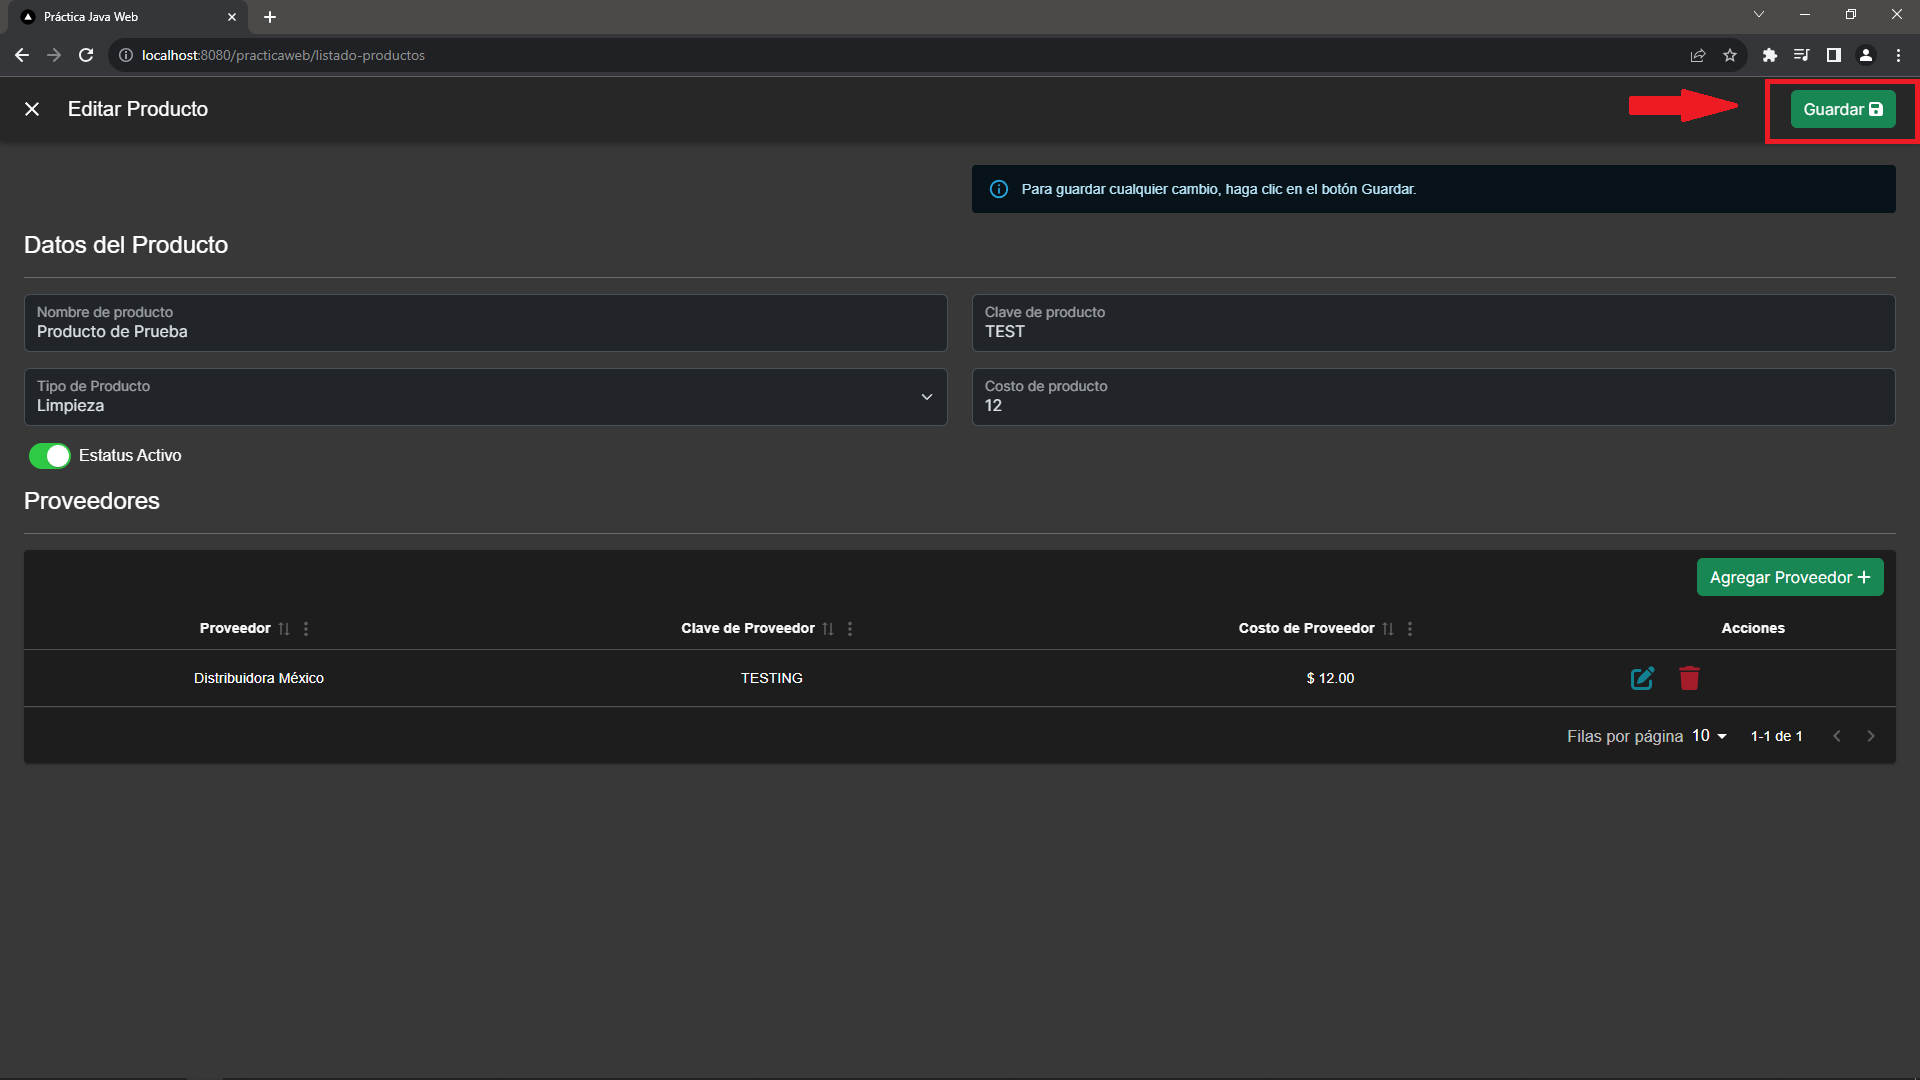 Práctica Java Web
localhost:8080/practicaweb/listado-productos
Editar Producto
Guardar
Para guardar cualquier cambio, haga clic en el botón Guardar.
Datos del Producto
Nombre de producto
Producto de Prueba
Clave de producto
TEST
Tipo de Producto
Limpieza
Costo de producto
12
Estatus Activo
Proveedores
Agregar Proveedor +
Proveedor Clave de Proveedor Costo de Proveedor Acciones
Distribuidora México TESTING $ 12.00
Filas por página 10 1-1 de 1